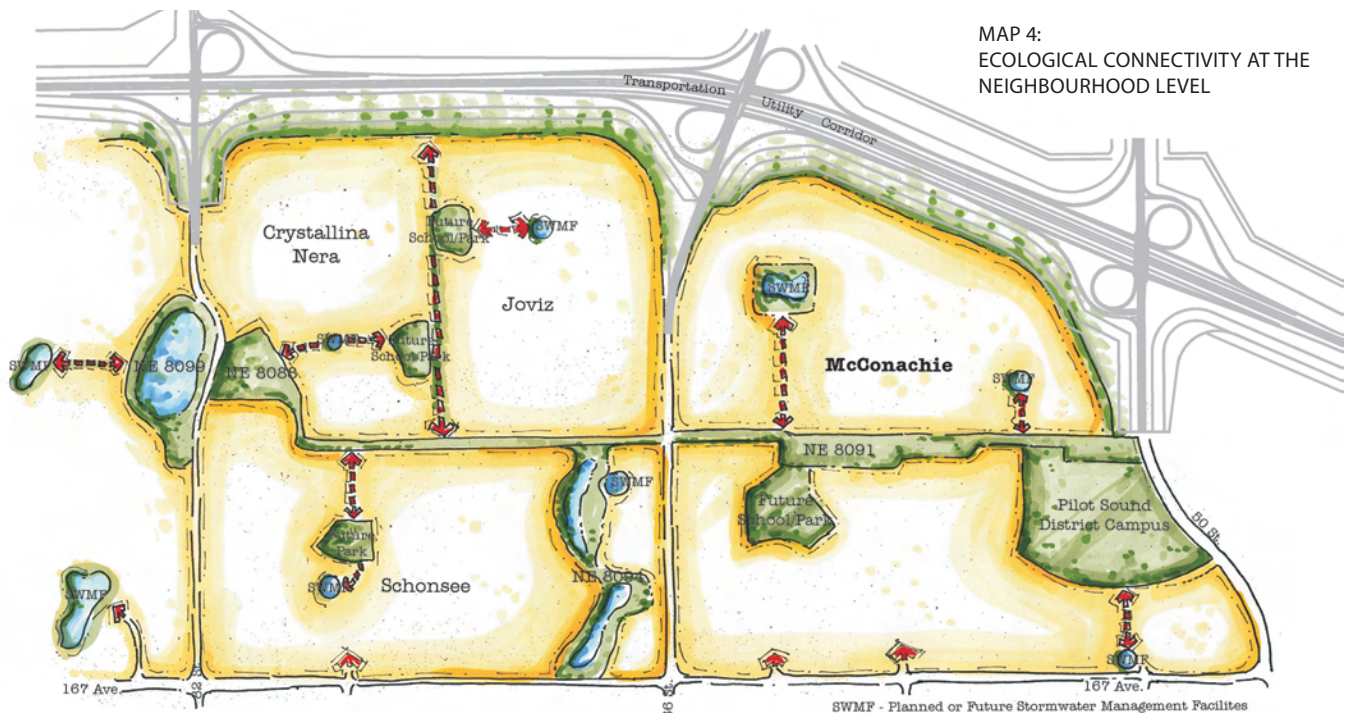 MAP 4:
ECOLOGICAL CONNECTIVITY AT THE
NEIGHBOURHOOD LEVEL
Transportation Utility Corridor
Crystallina
Nera
Future
School/Park
SWMF
Joviz
SWMF
SWMF
NE 8099
NE 8088
SWMF
Future
School/Park
McConachie
SWMF
NE 8091
SWMF
Future
School/Park
Pilot Sound
District Campus
50 St.
Future
Park
SWMF
Schonsee
NE 8094
SWMF
SWMF
167 Ave.
167 Ave.
SWMF - Planned or Future Stormwater Management Facilites